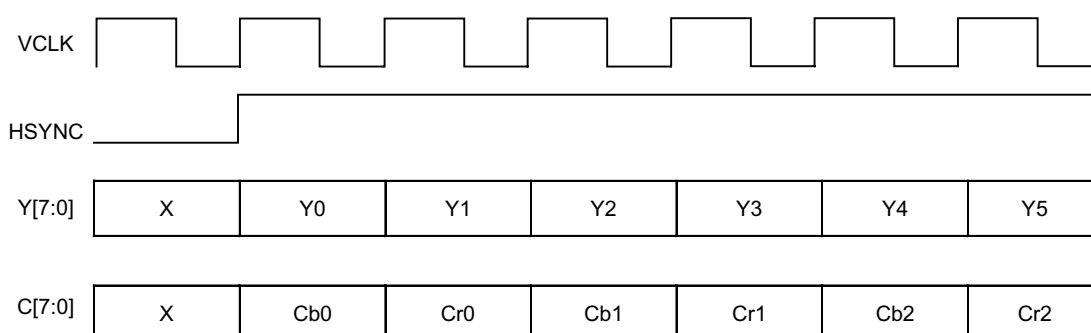 VCLK
HSYNC
Y[7:0] X Y0 Y1 Y2 Y3 Y4 Y5
C[7:0] X Cb0 Cr0 Cb1 Cr1 Cb2 Cr2